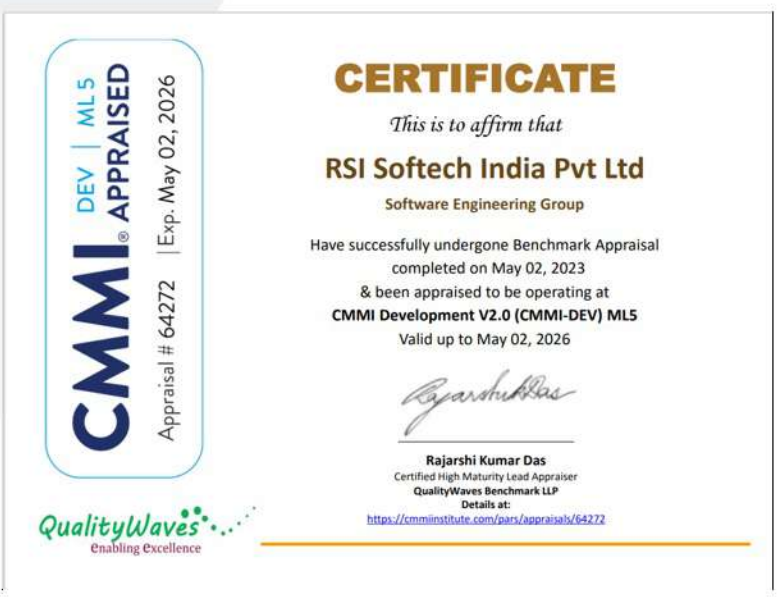 CMMI® DEV | ML 5
APPRAISED
Appraisal # 64272 | Exp. May 02, 2026
CERTIFICATE
This is to affirm that
RSI Softech India Pvt Ltd
Software Engineering Group
Have successfully undergone Benchmark Appraisal
completed on May 02, 2023
& been appraised to be operating at
CMMI Development V2.0 (CMMI-DEV) ML5
Valid up to May 02, 2026
RajarshiKDas
Rajarshi Kumar Das
Certified High Maturity Lead Appraiser
QualityWaves Benchmark LLP
Details at:
https://cmmiinstitute.com/pars/appraisals/64272
QualityWaves
enabling excellence